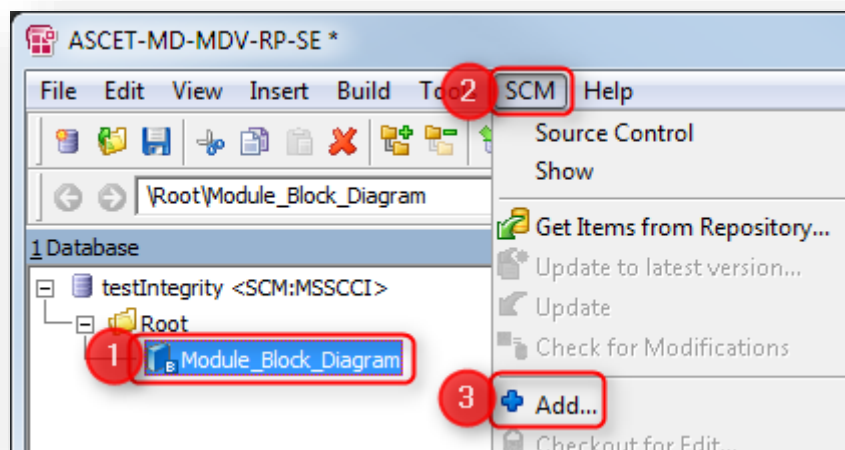 ASCET-MD-MDV-RP-SE *
File Edit View Insert Build Too 2 SCM Help
Source Control
Show
\Root\Module_Block_Diagram
Get Items from Repository...
1 Database
Update to latest version...
testIntegrity <SCM:MSSCCI>
Update
Root
Check for Modifications
1 Module_Block_Diagram
3 Add...
Checkout for Edit...